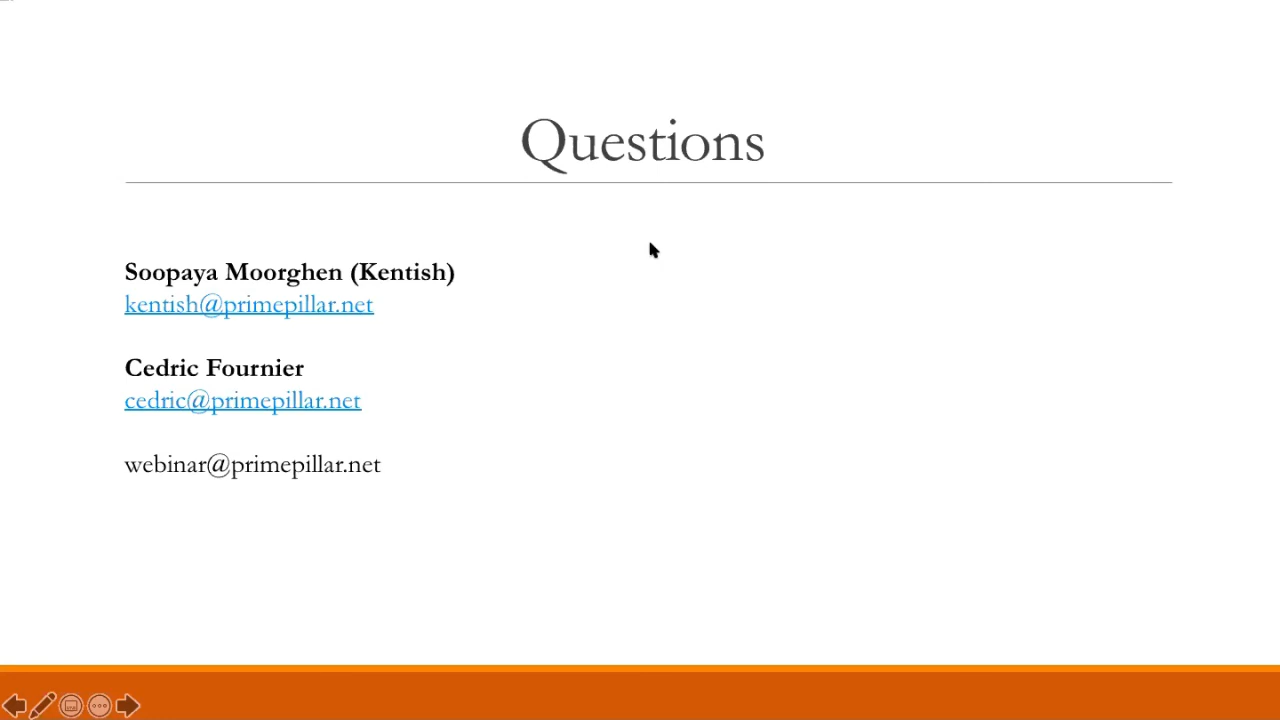 Questions
Soopaya Moorghen (Kentish)
kentish@primepillar.net
Cedric Fournier
cedric@primepillar.net
webinar@primepillar.net